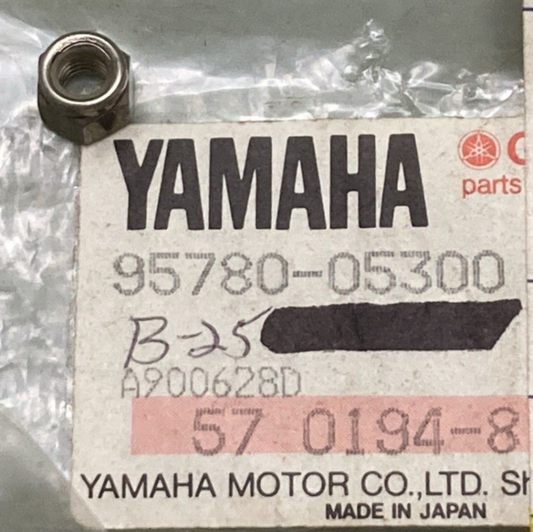 YAMAHA
parts
95780-05300
B-25
A900628D
57 0194-8
YAMAHA MOTOR CO.,LTD.
MADE IN JAPAN